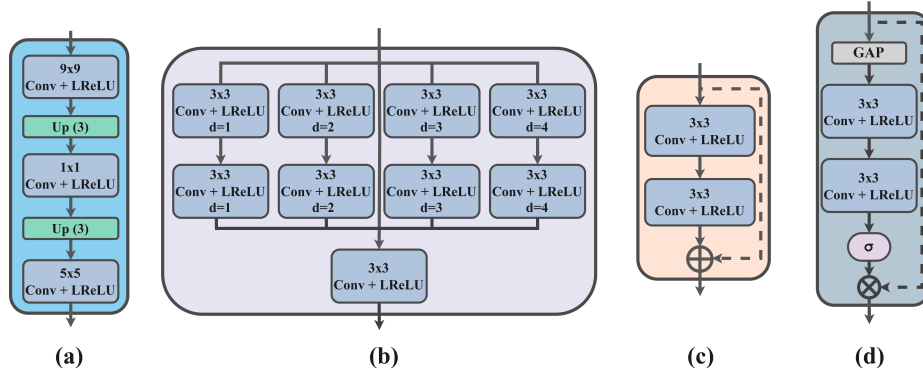 9x9
Conv + LReLU
Up (3)
1x1
Conv + LReLU
Up (3)
5x5
Conv + LReLU
(a)
3x3
Conv + LReLU
d=1
3x3
Conv + LReLU
d=2
3x3
Conv + LReLU
d=3
3x3
Conv + LReLU
d=4
3x3
Conv + LReLU
d=1
3x3
Conv + LReLU
d=2
3x3
Conv + LReLU
d=3
3x3
Conv + LReLU
d=4
3x3
Conv + LReLU
(b)
3x3
Conv + LReLU
3x3
Conv + LReLU
(c)
GAP
3x3
Conv + LReLU
3x3
Conv + LReLU
σ
(d)